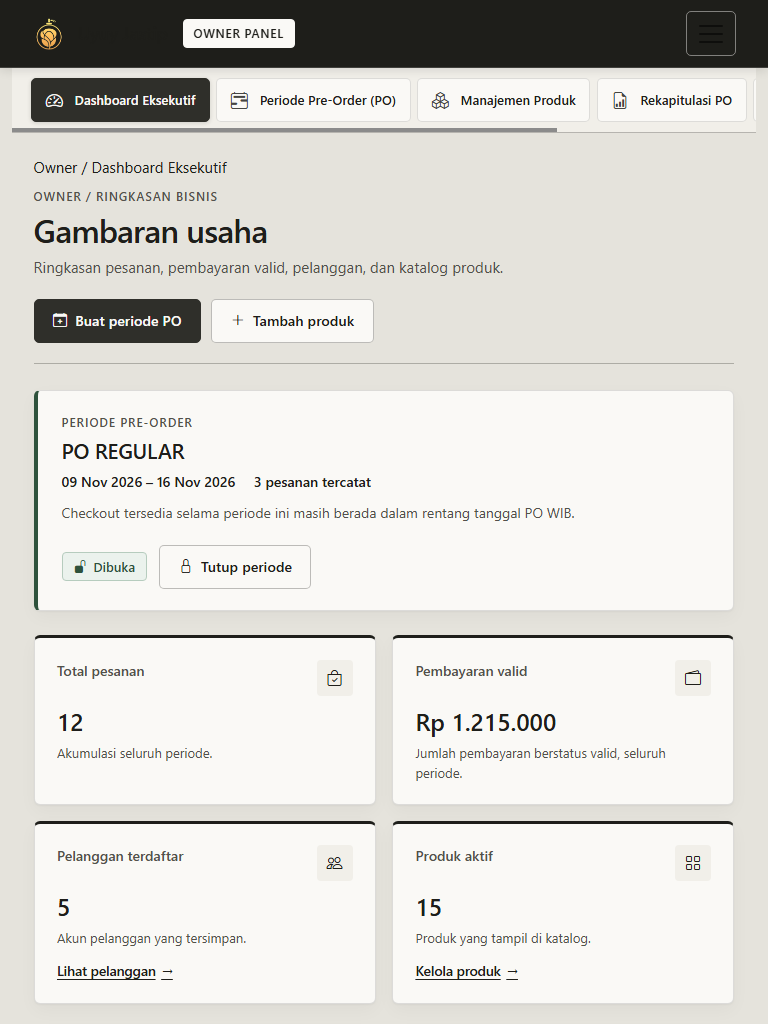 OWNER PANEL
Dashboard Eksekutif
Periode Pre-Order (PO)
Manajemen Produk
Rekapitulasi PO
Owner / Dashboard Eksekutif
OWNER / RINGKASAN BISNIS
Gambaran usaha
Ringkasan pesanan, pembayaran valid, pelanggan, dan katalog produk.
Buat periode PO
Tambah produk
PERIODE PRE-ORDER
PO REGULAR
09 Nov 2026 – 16 Nov 2026 3 pesanan tercatat
Checkout tersedia selama periode ini masih berada dalam rentang tanggal PO WIB.
Dibuka
Tutup periode
Total pesanan
12
Akumulasi seluruh periode.
Pembayaran valid
Rp 1.215.000
Jumlah pembayaran berstatus valid, seluruh
periode.
Pelanggan terdaftar
5
Akun pelanggan yang tersimpan.
Lihat pelanggan →
Produk aktif
15
Produk yang tampil di katalog.
Kelola produk →